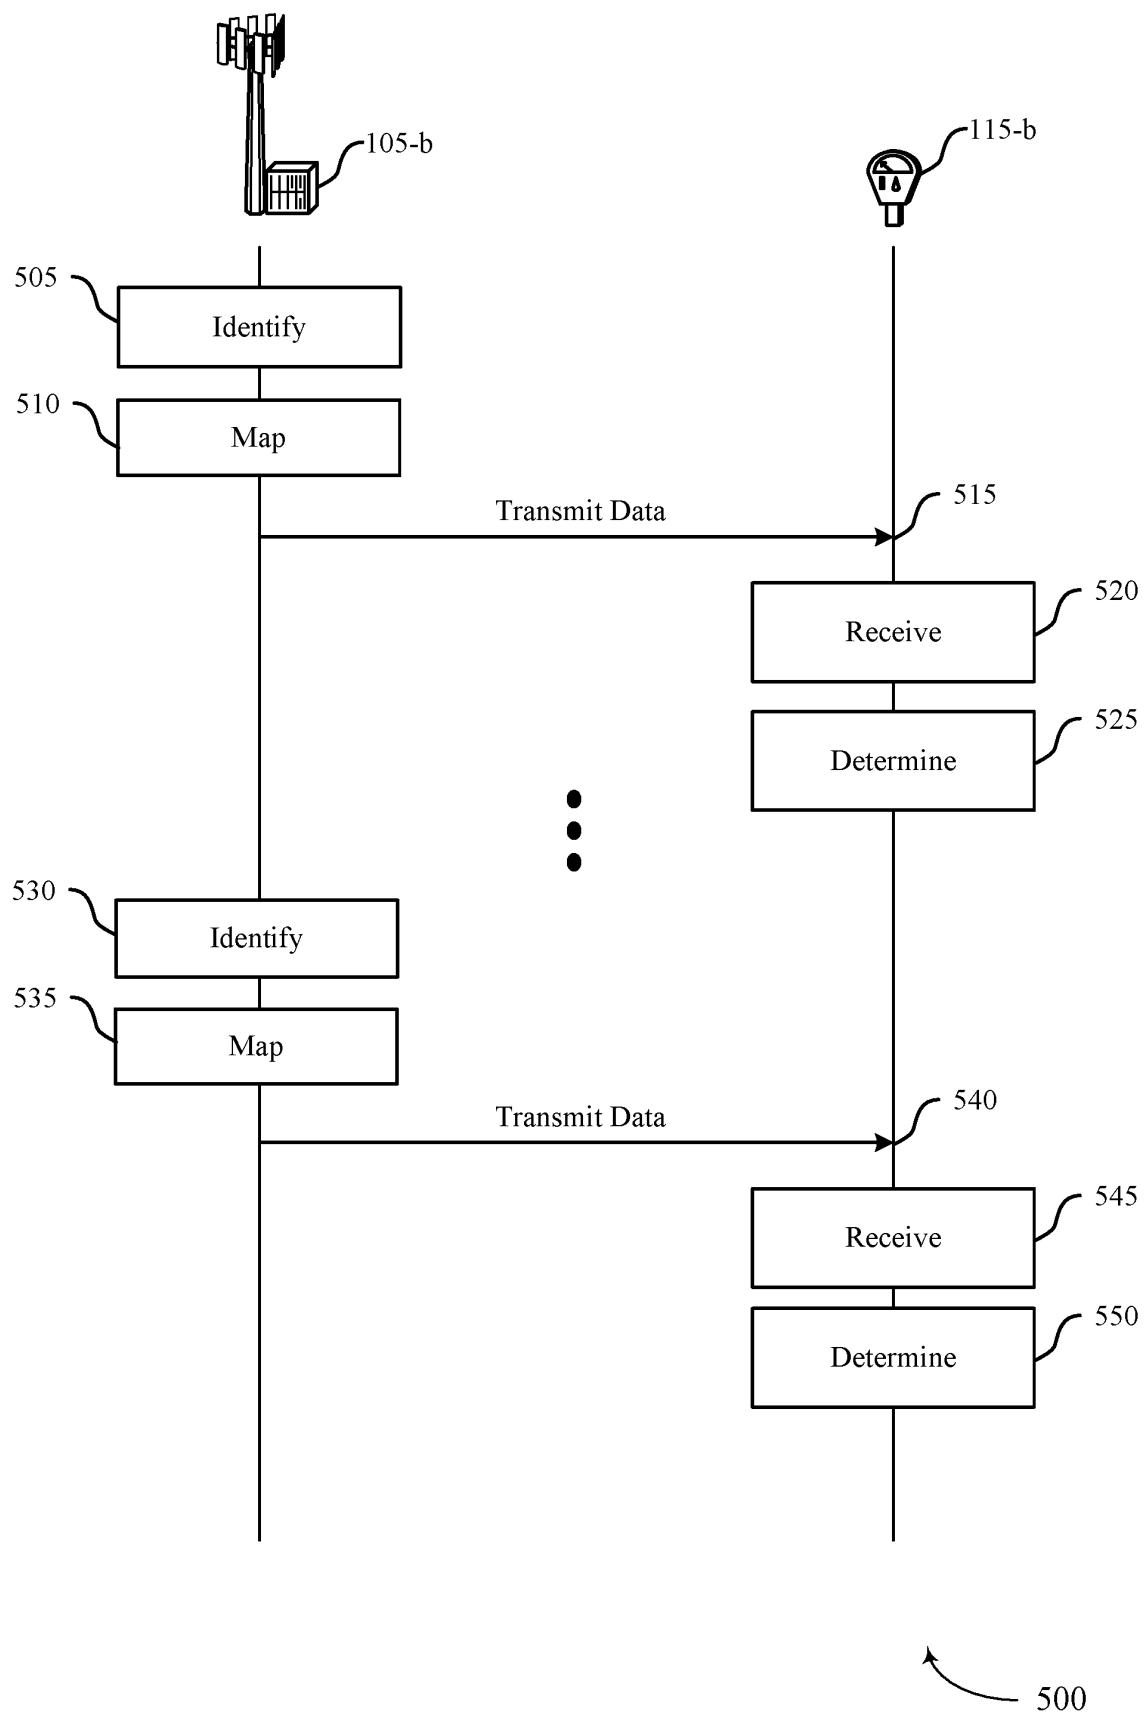 105-b
115-b
505
Identify
510
Map
Transmit Data
515
520
Receive
525
Determine
530
Identify
535
Map
Transmit Data
540
545
Receive
550
Determine
500